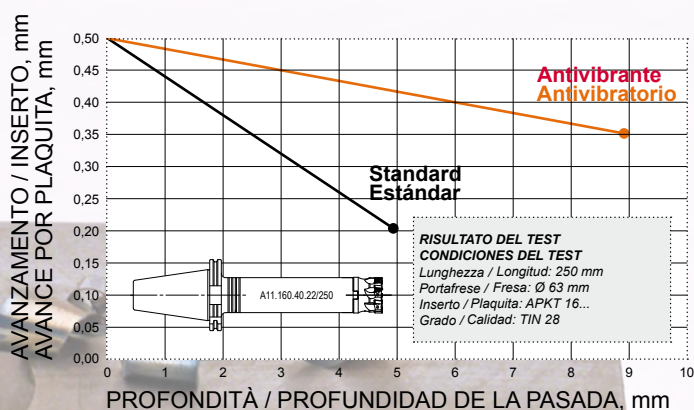 AVANZAMENTO / INSERTO, mm
AVANCE POR PLAQUITA, mm
0,50
0,45
0,40
0,35
0,30
0,25
0,20
0,15
0,10
0,05
0,00
Antivibrante
Antivibratorio
Standard
Estándar
RISULTATO DEL TEST
CONDICIONES DEL TEST
Lunghezza / Longitud: 250 mm
Portafrese / Fresa: Ø 63 mm
Inserto / Plaquita: APKT 16...
Grado / Calidad: TIN 28
A11.160.40.22/250
0 1 2 3 4 5 6 7 8 9 10
PROFONDITÀ / PROFUNDIDAD DE LA PASADA, mm